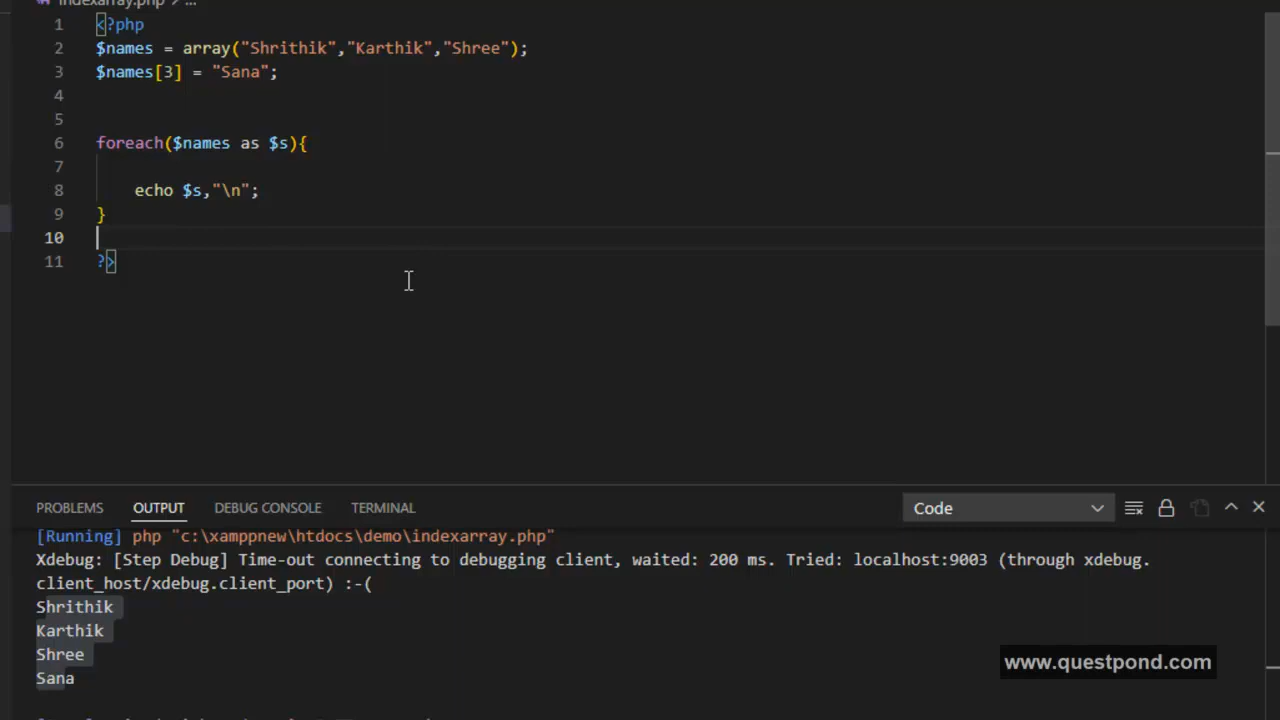 indexarray.php > ...
1 <?php
2 $names = array("Shrithik","Karthik","Shree");
3 $names[3] = "Sana";
4
5
6 foreach($names as $s){
7
8 echo $s,"\n";
9 }
10
11 ?>
PROBLEMS OUTPUT DEBUG CONSOLE TERMINAL Code
[Running] php "c:\xamppnew\htdocs\demo\indexarray.php"
Xdebug: [Step Debug] Time-out connecting to debugging client, waited: 200 ms. Tried: localhost:9003 (through xdebug.
client_host/xdebug.client_port) :-(
Shrithik
Karthik
Shree
Sana
www.questpond.com